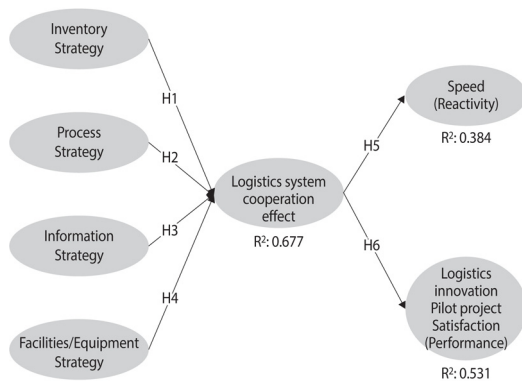 Inventory
Strategy
H1
Process
Strategy
H2
Information
Strategy
H3
Facilities/Equipment
Strategy
H4
Logistics system
cooperation
effect
R²: 0.677
H5
Speed
(Reactivity)
R²: 0.384
H6
Logistics
innovation
Pilot project
Satisfaction
(Performance)
R²: 0.531